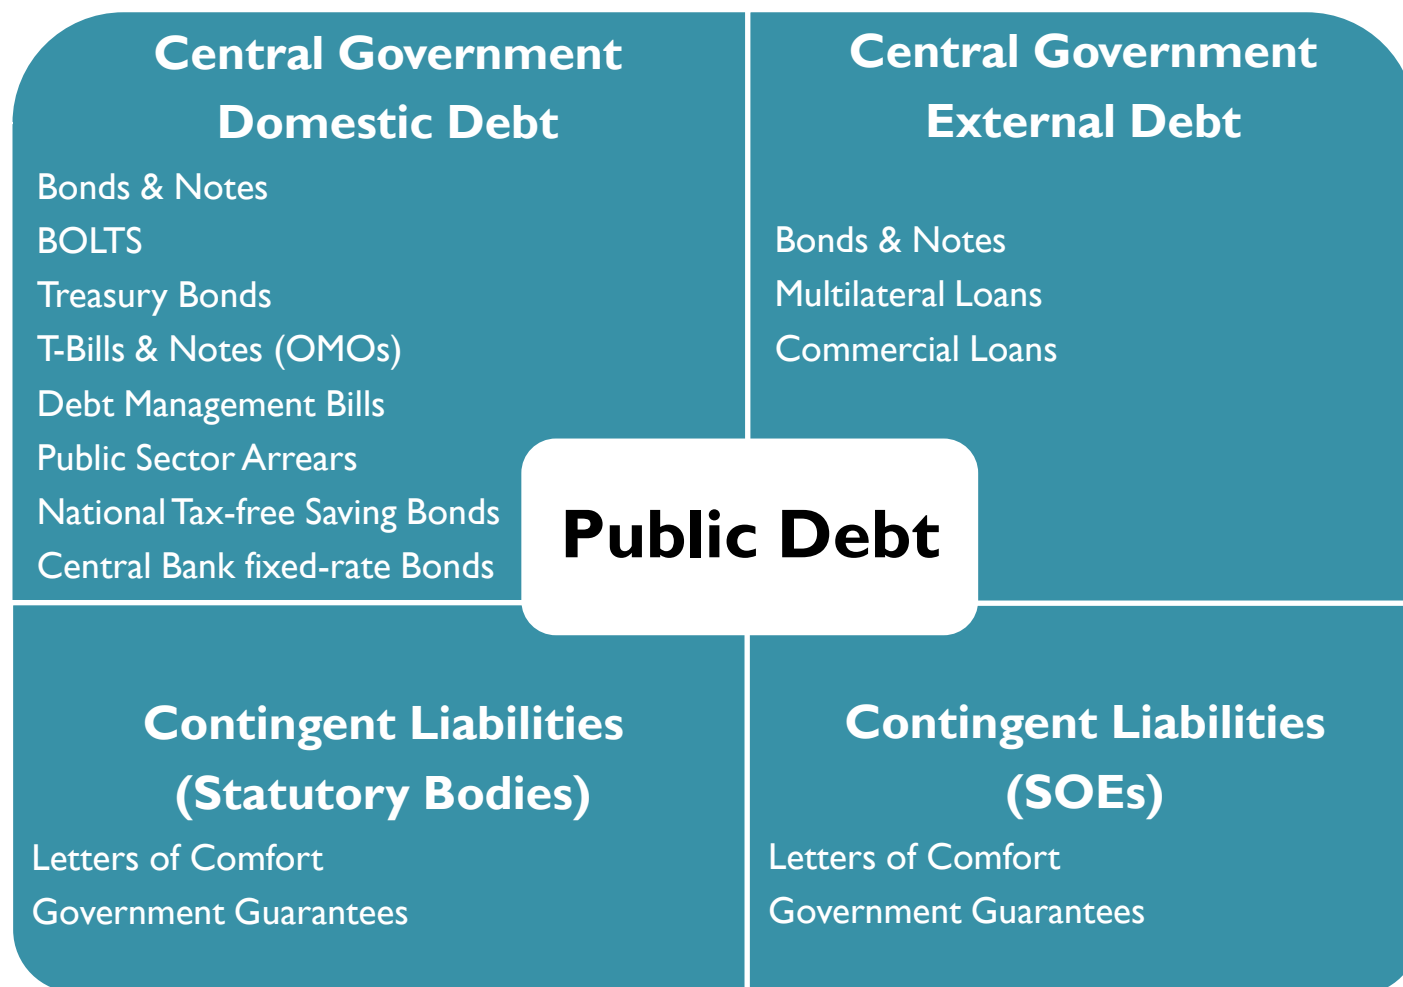 Central Government
Domestic Debt
Bonds & Notes
BOLTS
Treasury Bonds
T-Bills & Notes (OMOs)
Debt Management Bills
Public Sector Arrears
National Tax-free Saving Bonds
Central Bank fixed-rate Bonds
Central Government
External Debt
Bonds & Notes
Multilateral Loans
Commercial Loans
Public Debt
Contingent Liabilities
(Statutory Bodies)
Letters of Comfort
Government Guarantees
Contingent Liabilities
(SOEs)
Letters of Comfort
Government Guarantees